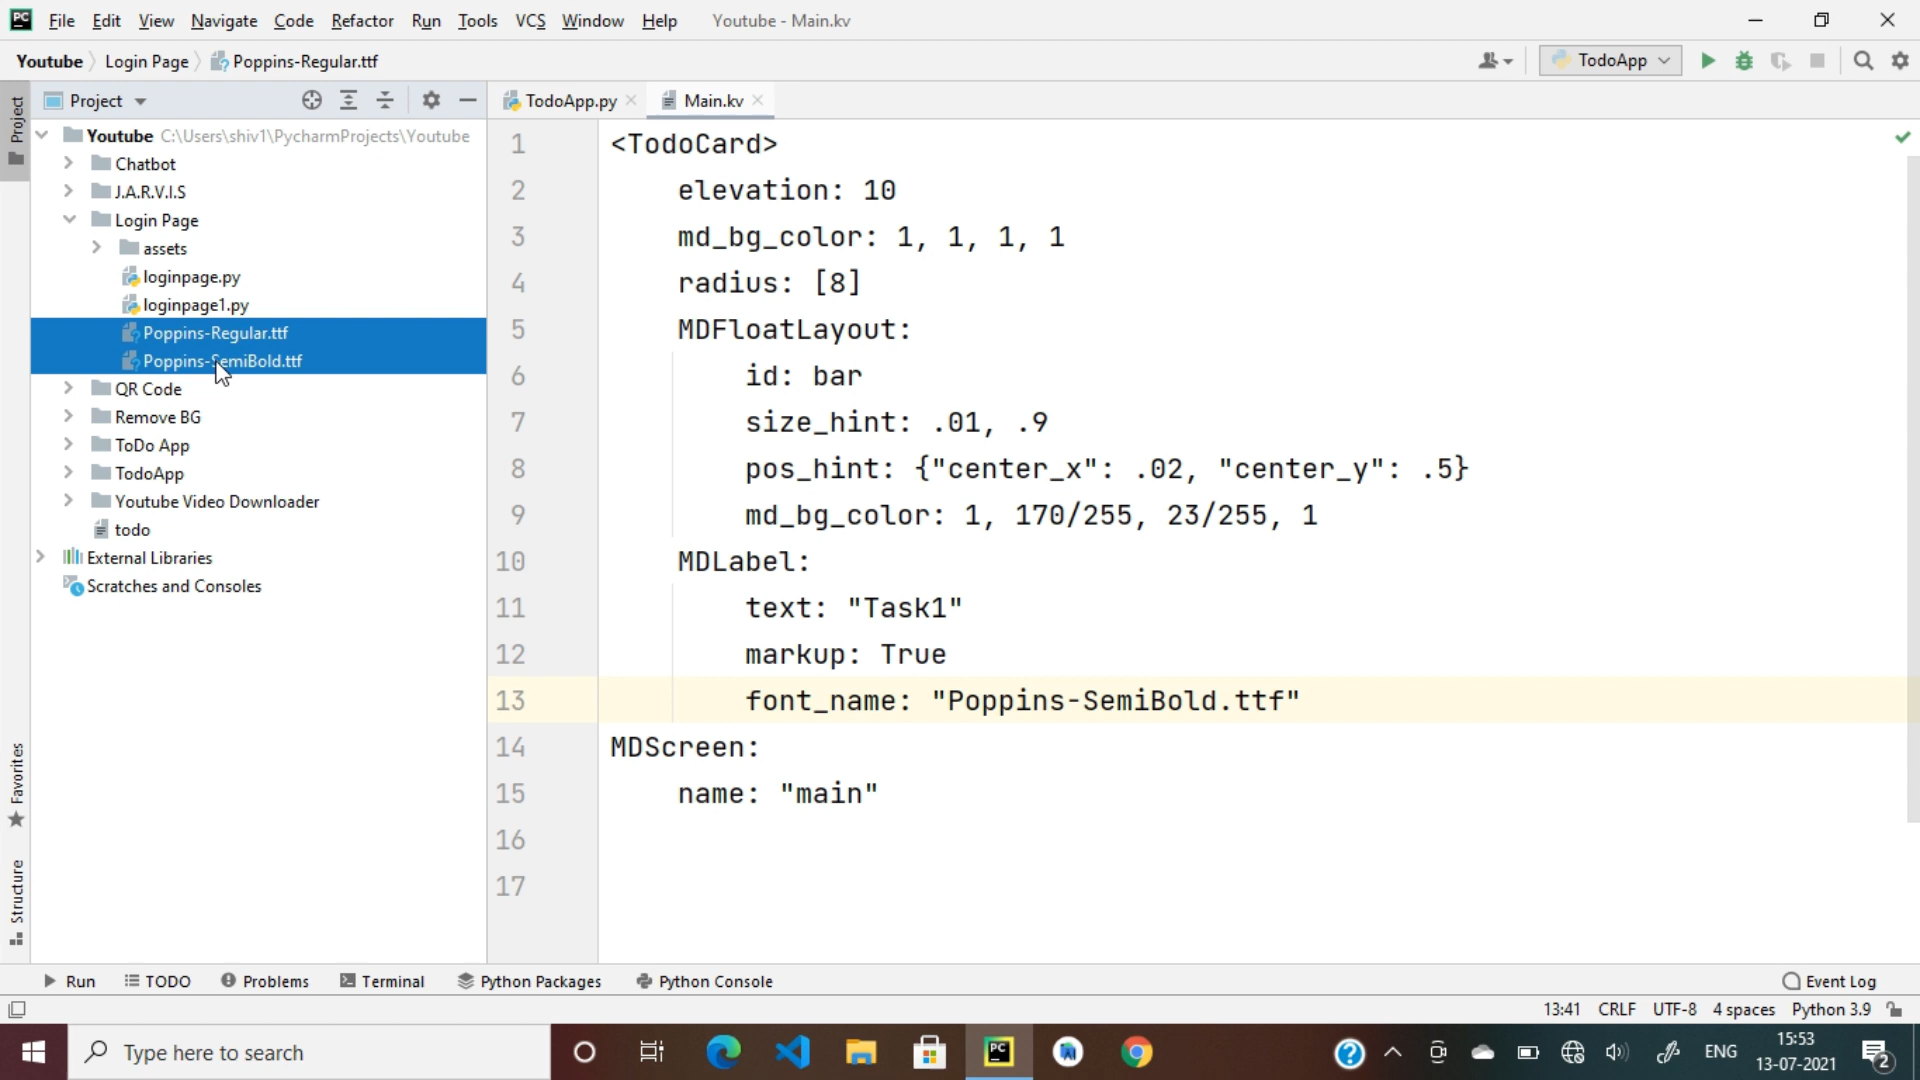 PC File Edit View Navigate Code Refactor Run Tools VCS Window Help Youtube - Main.kv
Youtube Login Page Poppins-Regular.ttf TodoApp
Project
Project
TodoApp.py Main.kv
Youtube C:\Users\shiv1\PycharmProjects\Youtube
Chatbot
J.A.R.V.I.S
Login Page
assets
loginpage.py
loginpage1.py
Poppins-Regular.ttf
Poppins-SemiBold.ttf
QR Code
Remove BG
ToDo App
TodoApp
Youtube Video Downloader
todo
External Libraries
Scratches and Consoles
Favorites
Structure
1 <TodoCard>
2 elevation: 10
3 md_bg_color: 1, 1, 1, 1
4 radius: [8]
5 MDFloatLayout:
6 id: bar
7 size_hint: .01, .9
8 pos_hint: {"center_x": .02, "center_y": .5}
9 md_bg_color: 1, 170/255, 23/255, 1
10 MDLabel:
11 text: "Task1"
12 markup: True
13 font_name: "Poppins-SemiBold.ttf"
14 MDScreen:
15 name: "main"
16
17
Run TODO Problems Terminal Python Packages Python Console Event Log
13:41 CRLF UTF-8 4 spaces Python 3.9
Type here to search PC ENG 15:53
13-07-2021 2